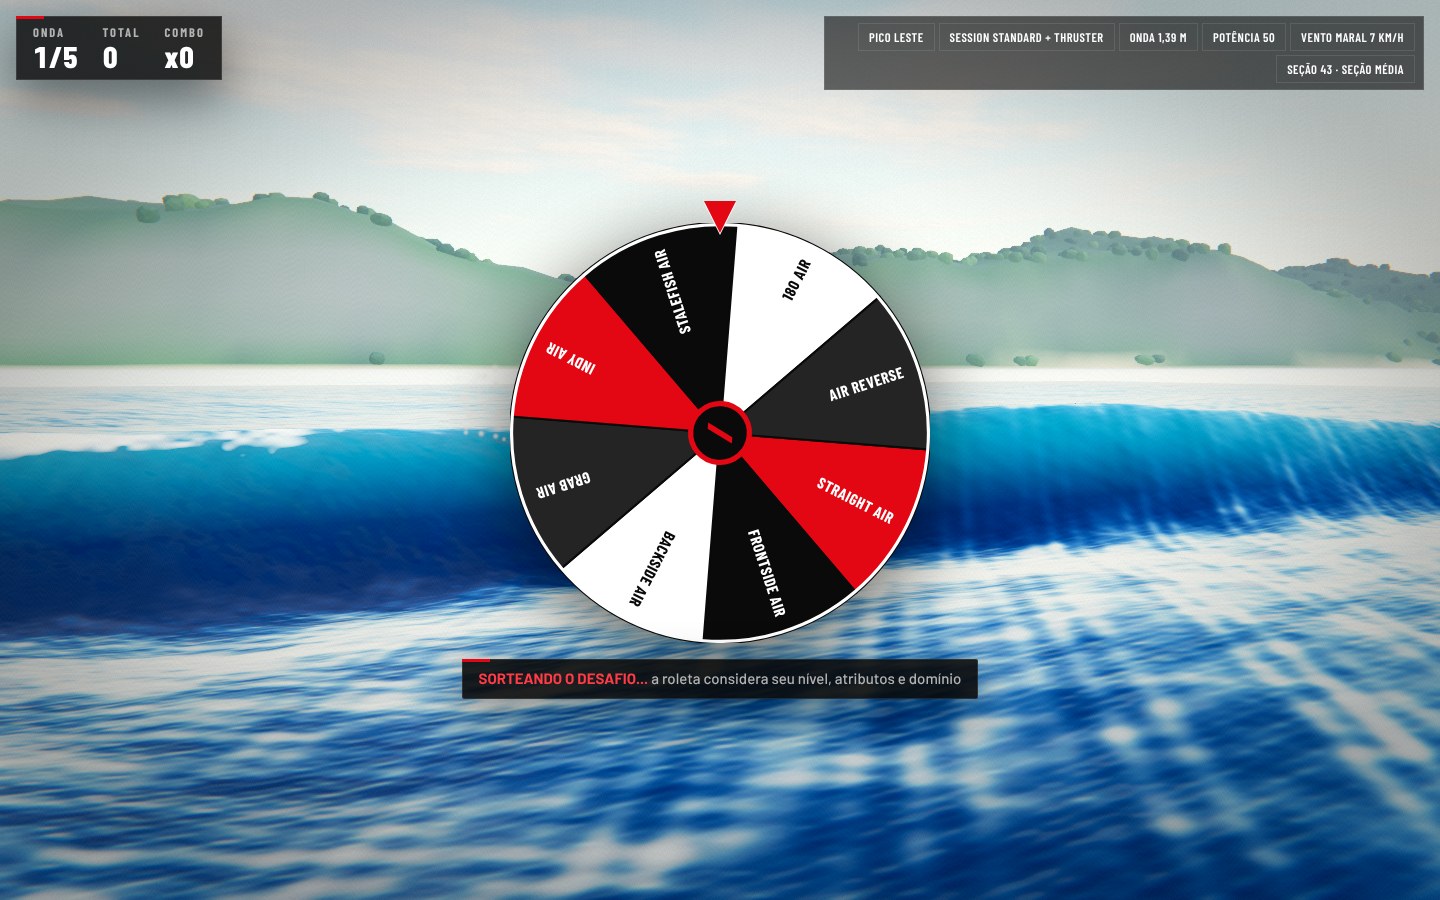 ONDA TOTAL COMBO
1/5 0 x0
PICO LESTE SESSION STANDARD + THRUSTER ONDA 1,39 M POTÊNCIA 50 VENTO MARAL 7 KM/H
SEÇÃO 43 · SEÇÃO MÉDIA
STALEFISH AIR
180 AIR
AIR REVERSE
STRAIGHT AIR
FRONTSIDE AIR
BACKSIDE AIR
GRAB AIR
INDY AIR
SORTEANDO O DESAFIO... a roleta considera seu nível, atributos e domínio